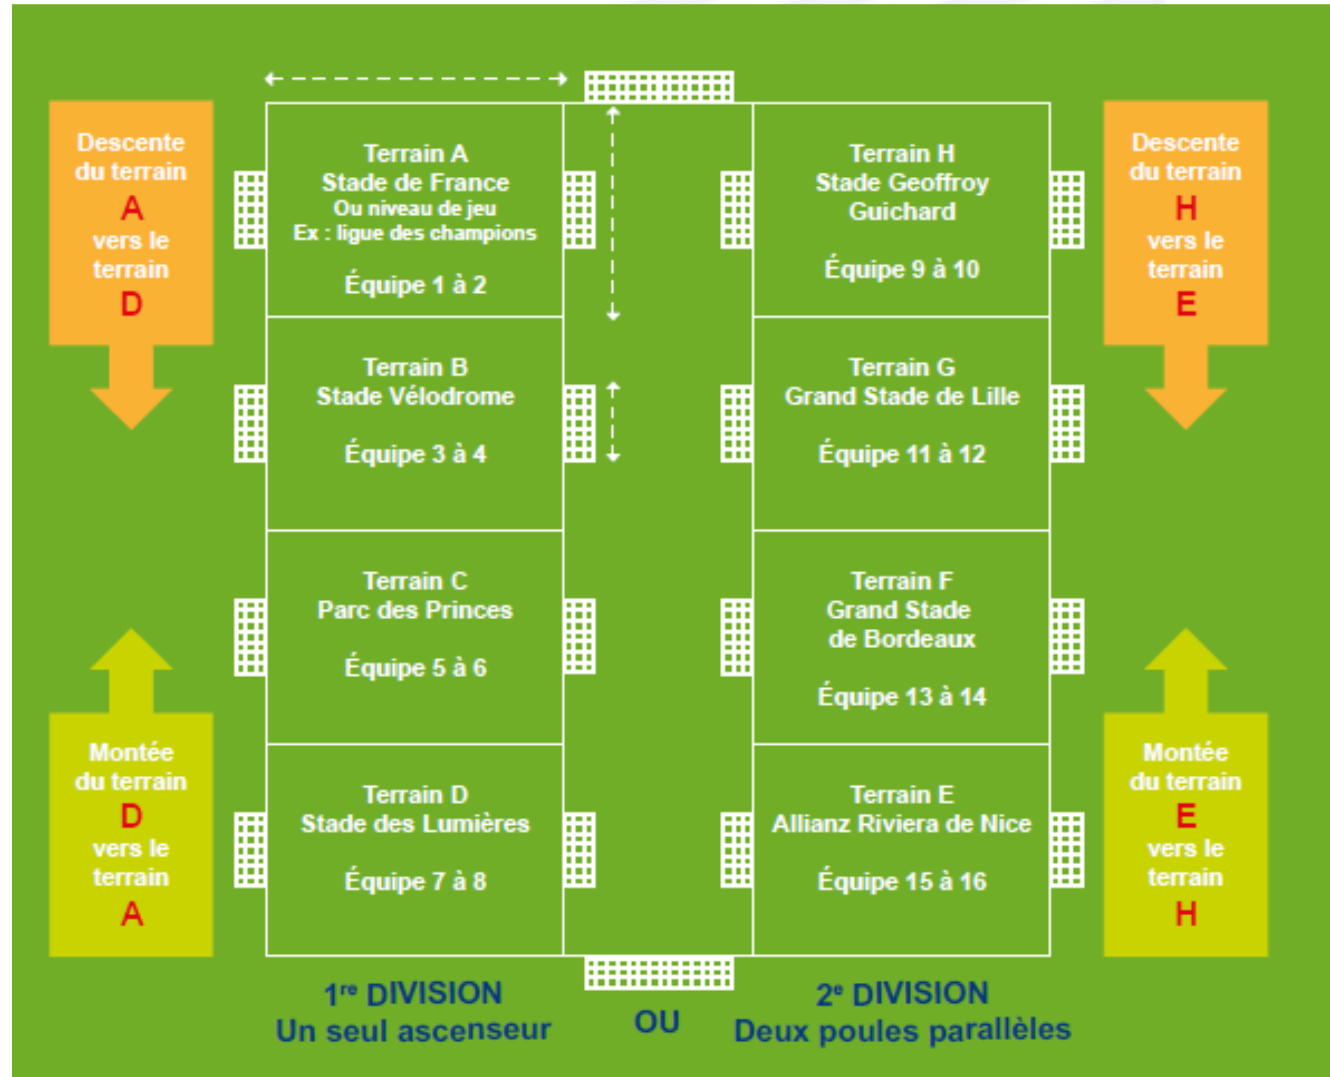 Descente
du terrain
A
vers le
terrain
D
Montée
du terrain
D
vers le
terrain
A
Terrain A
Stade de France
Ou niveau de jeu
Ex : ligue des champions
Équipe 1 à 2
Terrain B
Stade Vélodrome
Équipe 3 à 4
Terrain C
Parc des Princes
Équipe 5 à 6
Terrain D
Stade des Lumières
Équipe 7 à 8
Terrain H
Stade Geoffroy
Guichard
Équipe 9 à 10
Terrain G
Grand Stade de Lille
Équipe 11 à 12
Terrain F
Grand Stade
de Bordeaux
Équipe 13 à 14
Terrain E
Allianz Riviera de Nice
Équipe 15 à 16
Descente
du terrain
H
vers le
terrain
E
Montée
du terrain
E
vers le
terrain
H
1re DIVISION
Un seul ascenseur
OU
2e DIVISION
Deux poules parallèles